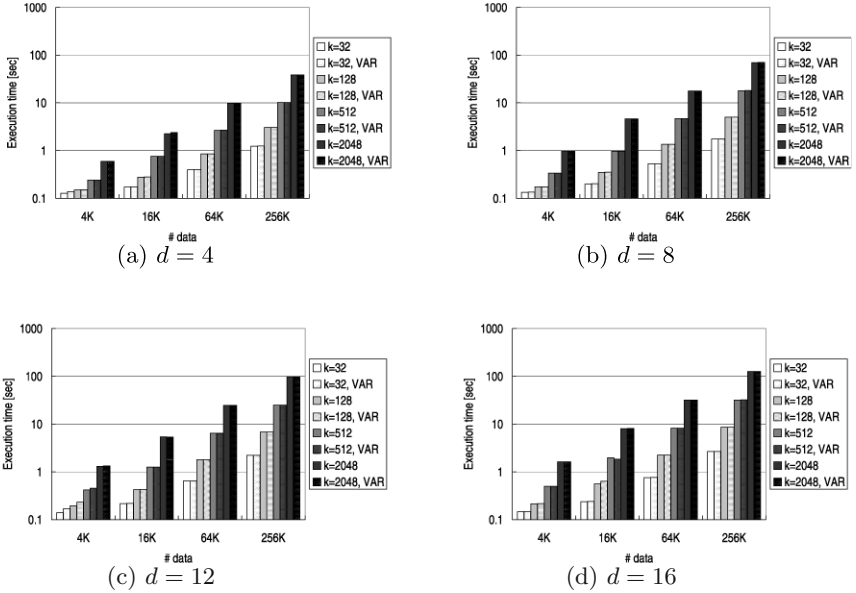 1000
100
10
1
0.1
Execution time [sec]
4K 16K 64K 256K
# data
k=32
k=32, VAR
k=128
k=128, VAR
k=512
k=512, VAR
k=2048
k=2048, VAR
(a) d = 4
1000
100
10
1
0.1
Execution time [sec]
4K 16K 64K 256K
# data
k=32
k=32, VAR
k=128
k=128, VAR
k=512
k=512, VAR
k=2048
k=2048, VAR
(b) d = 8
1000
100
10
1
0.1
Execution time [sec]
4K 16K 64K 256K
# data
k=32
k=32, VAR
k=128
k=128, VAR
k=512
k=512, VAR
k=2048
k=2048, VAR
(c) d = 12
1000
100
10
1
0.1
Execution time [sec]
4K 16K 64K 256K
# data
k=32
k=32, VAR
k=128
k=128, VAR
k=512
k=512, VAR
k=2048
k=2048, VAR
(d) d = 16